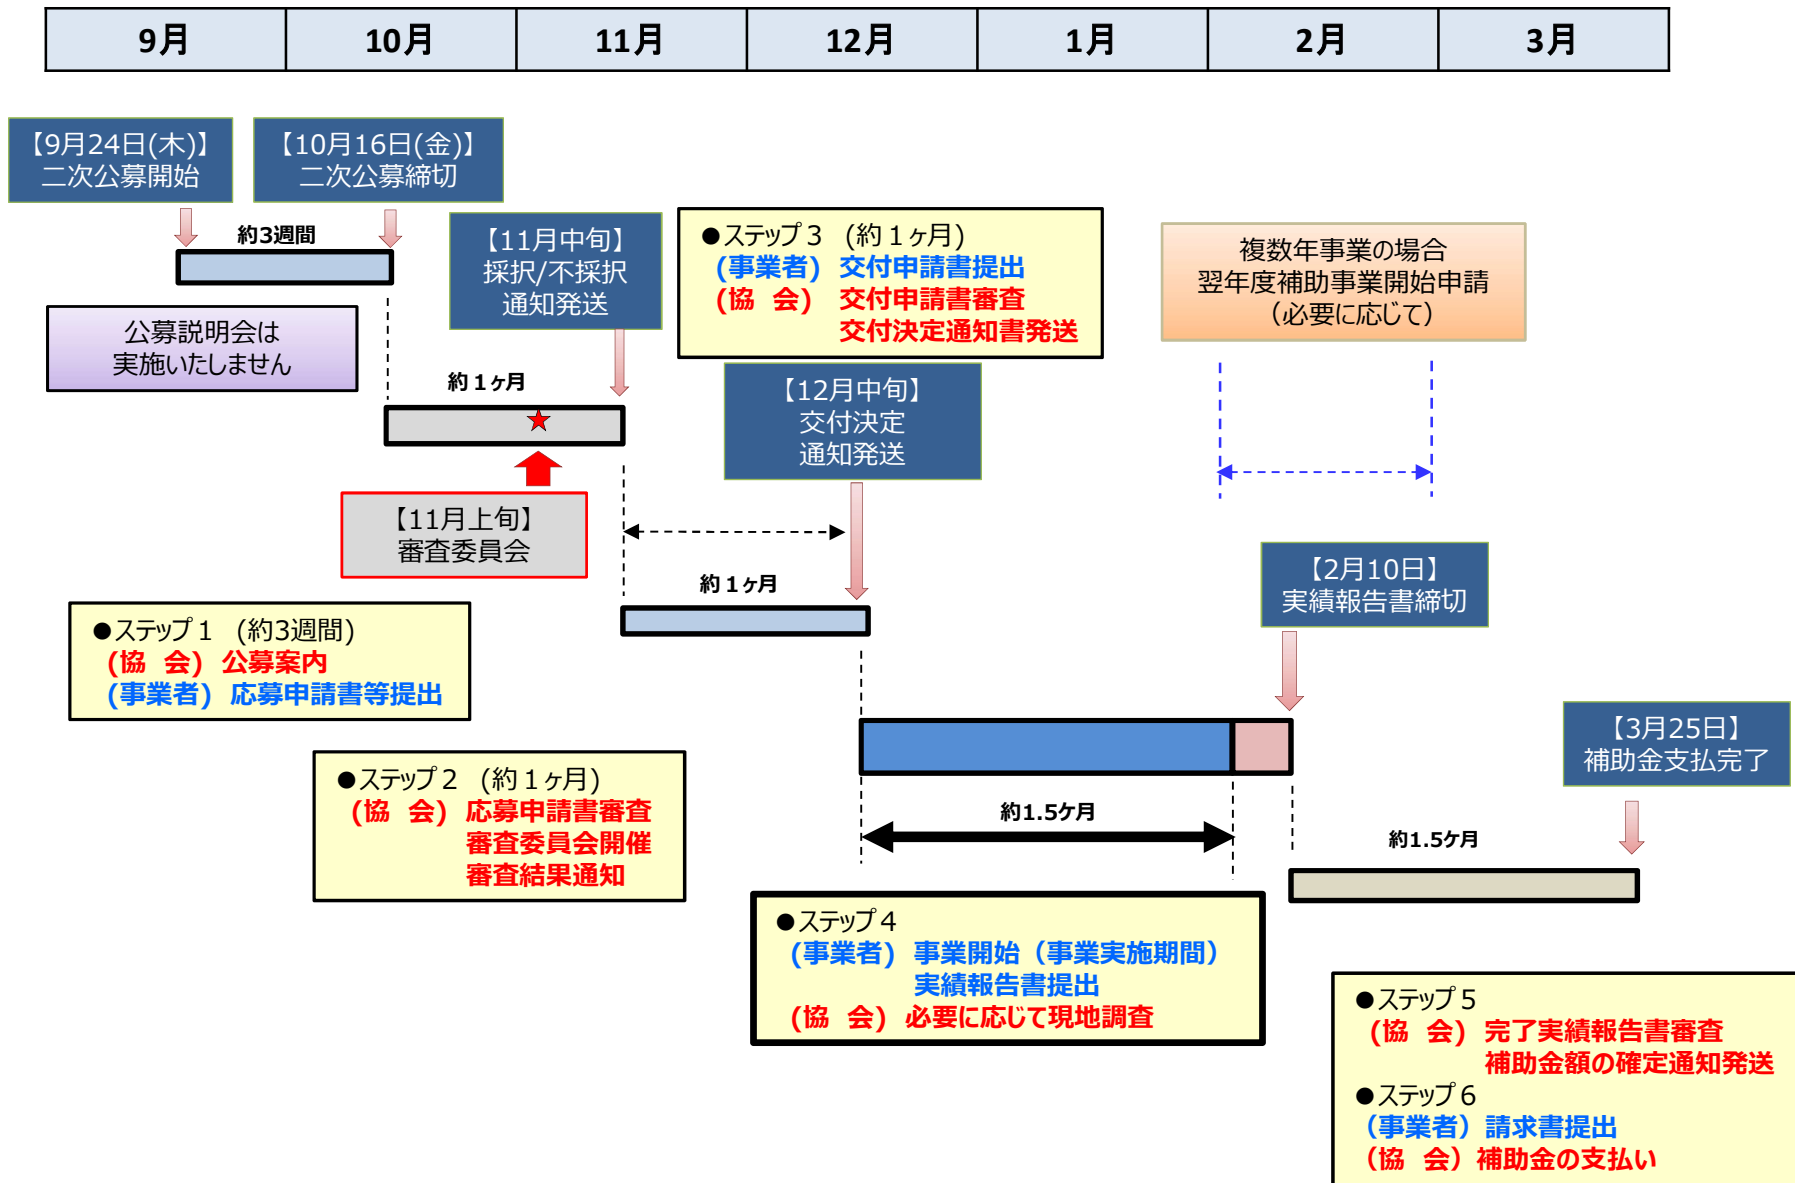 9月 10月 11月 12月 1月 2月 3月
【9月24日(木)】
二次公募開始
【10月16日(金)】
二次公募締切
約3週間
公募説明会は
実施いたしません
【11月中旬】
採択/不採択
通知発送
約1ヶ月
【11月上旬】
審査委員会
●ステップ3 (約1ヶ月)
(事業者) 交付申請書提出
(協 会) 交付申請書審査
交付決定通知書発送
【12月中旬】
交付決定
通知発送
約1ヶ月
複数年事業の場合
翌年度補助事業開始申請
(必要に応じて)
【2月10日】
実績報告書締切
●ステップ1 (約3週間)
(協 会) 公募案内
(事業者) 応募申請書等提出
●ステップ2 (約1ヶ月)
(協 会) 応募申請書審査
審査委員会開催
審査結果通知
約1.5ケ月
【3月25日】
補助金支払完了
約1.5ケ月
●ステップ4
(事業者) 事業開始(事業実施期間)
実績報告書提出
(協 会) 必要に応じて現地調査
●ステップ5
(協 会) 完了実績報告書審査
補助金額の確定通知発送
●ステップ6
(事業者) 請求書提出
(協 会) 補助金の支払い